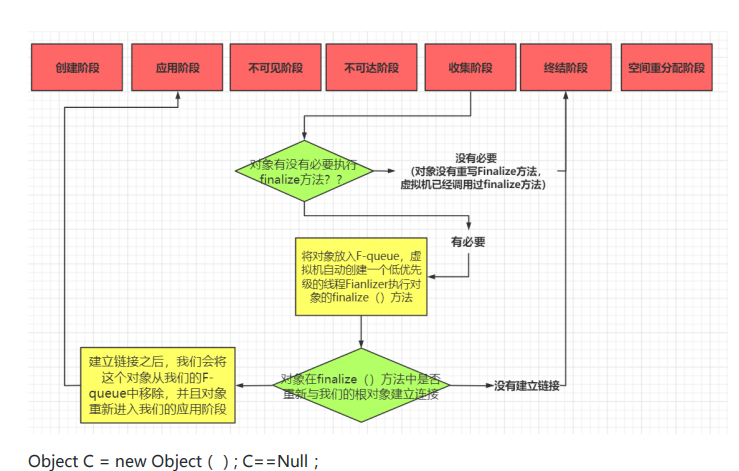 创建阶段
应用阶段
不可见阶段
不可达阶段
收集阶段
终结阶段
空间重分配阶段
对象有没有必要执行
finalize方法？？
没有必要
（对象没有重写Finalize方法，
虚拟机已经调用过finalize方法）
有必要
将对象放入F-queue，虚
拟机自动创建一个低优先
级的线程Fianlizer执行对
象的finalize（）方法
对象在finalize（）方法中是否
重新与我们的根对象建立连接
没有建立链接
建立链接之后，我们会将
这个对象从我们的F-
queue中移除，并且对象
重新进入我们的应用阶段
Object C = new Object（）; C==Null；